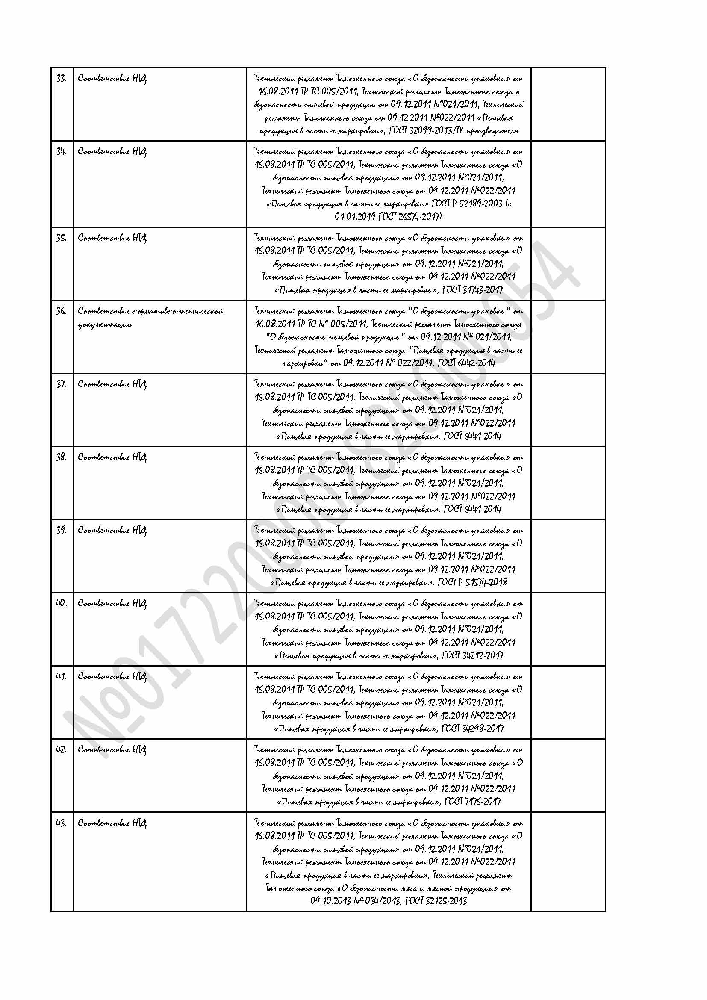 33. Соответствие НТД
Технический регламент Таможенного союза «О безопасности упаковки» от
16.08.2011 ТР ТС 005/2011, Технический регламент Таможенного союза о
безопасности пищевой продукции от 09.12.2011 №021/2011, Технический
регламент Таможенного союза от 09.12.2011 №022/2011 «Пищевая
продукция в части ее маркировки», ГОСТ 32099-2013/ТУ производителя
34. Соответствие НТД
Технический регламент Таможенного союза «О безопасности упаковки» от
16.08.2011 ТР ТС 005/2011, Технический регламент Таможенного союза «О
безопасности пищевой продукции» от 09.12.2011 №021/2011,
Технический регламент Таможенного союза от 09.12.2011 №022/2011
«Пищевая продукция в части ее маркировки» ГОСТ Р 52189-2003 (с
01.01.2019 ГОСТ 26574-2017)
35. Соответствие НТД
Технический регламент Таможенного союза «О безопасности упаковки» от
16.08.2011 ТР ТС 005/2011, Технический регламент Таможенного союза «О
безопасности пищевой продукции» от 09.12.2011 №021/2011,
Технический регламент Таможенного союза от 09.12.2011 №022/2011
«Пищевая продукция в части ее маркировки», ГОСТ 31743-2017
36. Соответствие нормативно-технической
документации
Технический регламент Таможенного союза "О безопасности упаковки" от
16.08.2011 ТР ТС № 005/2011, Технический регламент Таможенного союза
"О безопасности пищевой продукции" от 09.12.2011 № 021/2011,
Технический регламент Таможенного союза "Пищевая продукция в части ее
маркировки" от 09.12.2011 № 022/2011, ГОСТ 6442-2014
37. Соответствие НТД
Технический регламент Таможенного союза «О безопасности упаковки» от
16.08.2011 ТР ТС 005/2011, Технический регламент Таможенного союза «О
безопасности пищевой продукции» от 09.12.2011 №021/2011,
Технический регламент Таможенного союза от 09.12.2011 №022/2011
«Пищевая продукция в части ее маркировки», ГОСТ 6441-2014
38. Соответствие НТД
Технический регламент Таможенного союза «О безопасности упаковки» от
16.08.2011 ТР ТС 005/2011, Технический регламент Таможенного союза «О
безопасности пищевой продукции» от 09.12.2011 №021/2011,
Технический регламент Таможенного союза от 09.12.2011 №022/2011
«Пищевая продукция в части ее маркировки», ГОСТ 6441-2014
39. Соответствие НТД
Технический регламент Таможенного союза «О безопасности упаковки» от
16.08.2011 ТР ТС 005/2011, Технический регламент Таможенного союза «О
безопасности пищевой продукции» от 09.12.2011 №021/2011,
Технический регламент Таможенного союза от 09.12.2011 №022/2011
«Пищевая продукция в части ее маркировки», ГОСТ Р 51574-2018
40. Соответствие НТД
Технический регламент Таможенного союза «О безопасности упаковки» от
16.08.2011 ТР ТС 005/2011, Технический регламент Таможенного союза «О
безопасности пищевой продукции» от 09.12.2011 №021/2011,
Технический регламент Таможенного союза от 09.12.2011 №022/2011
«Пищевая продукция в части ее маркировки», ГОСТ 34212-2017
41. Соответствие НТД
Технический регламент Таможенного союза «О безопасности упаковки» от
16.08.2011 ТР ТС 005/2011, Технический регламент Таможенного союза «О
безопасности пищевой продукции» от 09.12.2011 №021/2011,
Технический регламент Таможенного союза от 09.12.2011 №022/2011
«Пищевая продукция в части ее маркировки», ГОСТ 34298-2017
42. Соответствие НТД
Технический регламент Таможенного союза «О безопасности упаковки» от
16.08.2011 ТР ТС 005/2011, Технический регламент Таможенного союза «О
безопасности пищевой продукции» от 09.12.2011 №021/2011,
Технический регламент Таможенного союза от 09.12.2011 №022/2011
«Пищевая продукция в части ее маркировки», ГОСТ 7176-2017
43. Соответствие НТД
Технический регламент Таможенного союза «О безопасности упаковки» от
16.08.2011 ТР ТС 005/2011, Технический регламент Таможенного союза «О
безопасности пищевой продукции» от 09.12.2011 №021/2011,
Технический регламент Таможенного союза от 09.12.2011 №022/2011
«Пищевая продукция в части ее маркировки», Технический регламент
Таможенного союза «О безопасности мяса и мясной продукции» от
09.10.2013 № 034/2013, ГОСТ 32125-2013